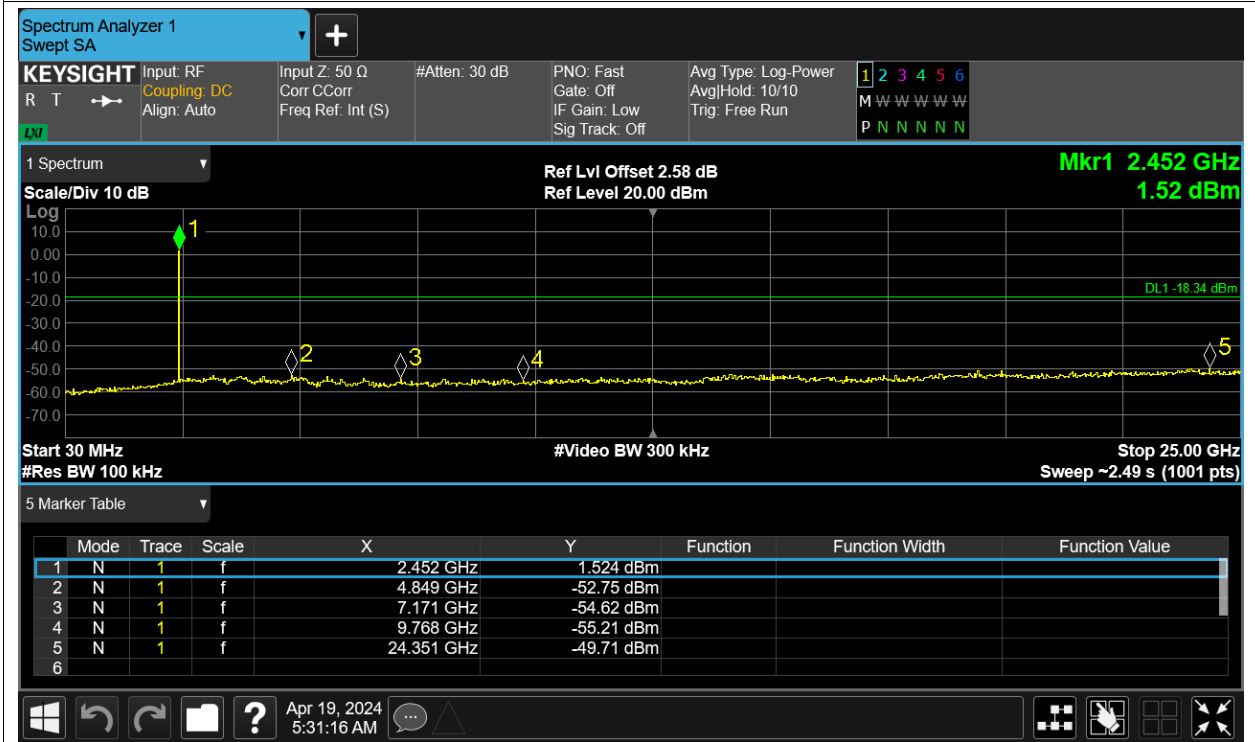 Spectrum Analyzer 1
Swept SA
KEYSIGHT Input: RF Input Z: 50 Ω #Atten: 30 dB PNO: Fast Avg Type: Log-Power 1 2 3 4 5 6
R T Coupling: DC Corr CCorr Gate: Off Avg|Hold: 10/10 M W W W W W
Align: Auto Freq Ref: Int (S) IF Gain: Low Trig: Free Run
LXI Sig Track: Off P N N N N N
1 Spectrum Ref Lvl Offset 2.58 dB Mkr1 2.452 GHz
Scale/Div 10 dB Ref Level 20.00 dBm 1.52 dBm
Log
1
10.0
0.00
-10.0
DL1 -18.34 dBm
-20.0
-30.0
-40.0
2 3 4 5
-50.0
-60.0
-70.0
Start 30 MHz #Video BW 300 kHz Stop 25.00 GHz
#Res BW 100 kHz Sweep ~2.49 s (1001 pts)
5 Marker Table
Mode Trace Scale X Y Function Function Width Function Value
1 N 1 f 2.452 GHz 1.524 dBm
2 N 1 f 4.849 GHz -52.75 dBm
3 N 1 f 7.171 GHz -54.62 dBm
4 N 1 f 9.768 GHz -55.21 dBm
5 N 1 f 24.351 GHz -49.71 dBm
6
? Apr 19, 2024
5:31:16 AM